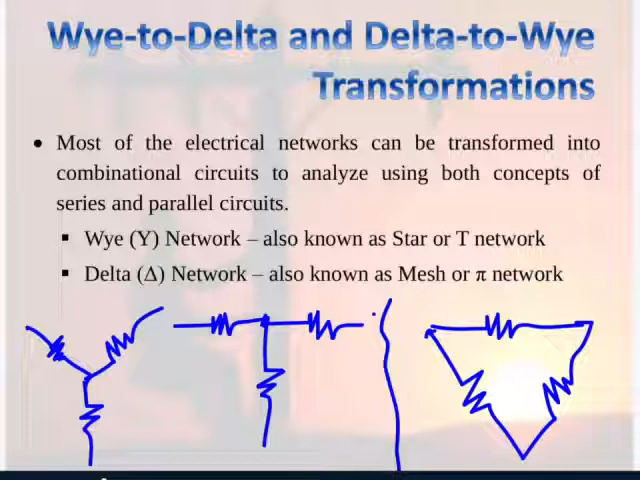 Wye-to-Delta and Delta-to-Wye
Transformations
• Most of the electrical networks can be transformed into
combinational circuits to analyze using both concepts of
series and parallel circuits.
▪ Wye (Y) Network – also known as Star or T network
▪ Delta (Δ) Network – also known as Mesh or π network